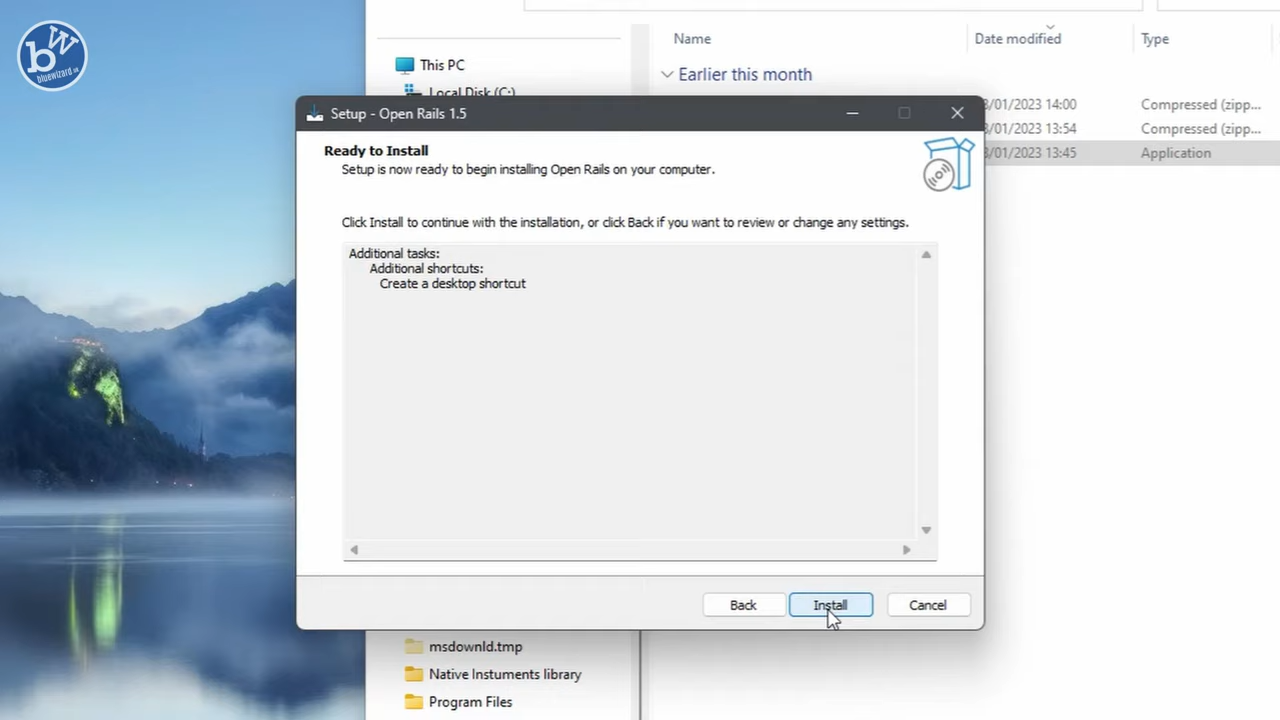 bW
bluewizard.uk
Name
Date modified
Type
This PC
Earlier this month
Local Disk (C:)
Setup - Open Rails 1.5
/01/2023 14:00
Compressed (zipp...
Ready to Install
/01/2023 13:54
Compressed (zipp...
Setup is now ready to begin installing Open Rails on your computer.
/01/2023 13:45
Application
Click Install to continue with the installation, or click Back if you want to review or change any settings.
Additional tasks:
Additional shortcuts:
Create a desktop shortcut
Back
Install
Cancel
msdownld.tmp
Native Instuments library
Program Files